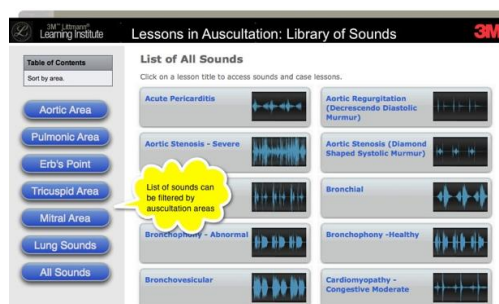 3M™ Littmann®
Learning Institute
Lessons in Auscultation: Library of Sounds
3M
Table of Contents
Sort by area.
Aortic Area
Pulmonic Area
Erb's Point
Tricuspid Area
Mitral Area
Lung Sounds
All Sounds
List of All Sounds
Click on a lesson title to access sounds and case lessons.
Acute Pericarditis
Aortic Regurgitation
(Decrescendo Diastolic
Murmur)
Aortic Stenosis - Severe
Aortic Stenosis (Diamond
Shaped Systolic Murmur)
List of sounds can
be filtered by
auscultation areas
Bronchial
Bronchophony - Abnormal
Bronchophony -Healthy
Bronchovesicular
Cardiomyopathy -
Congestive Moderate